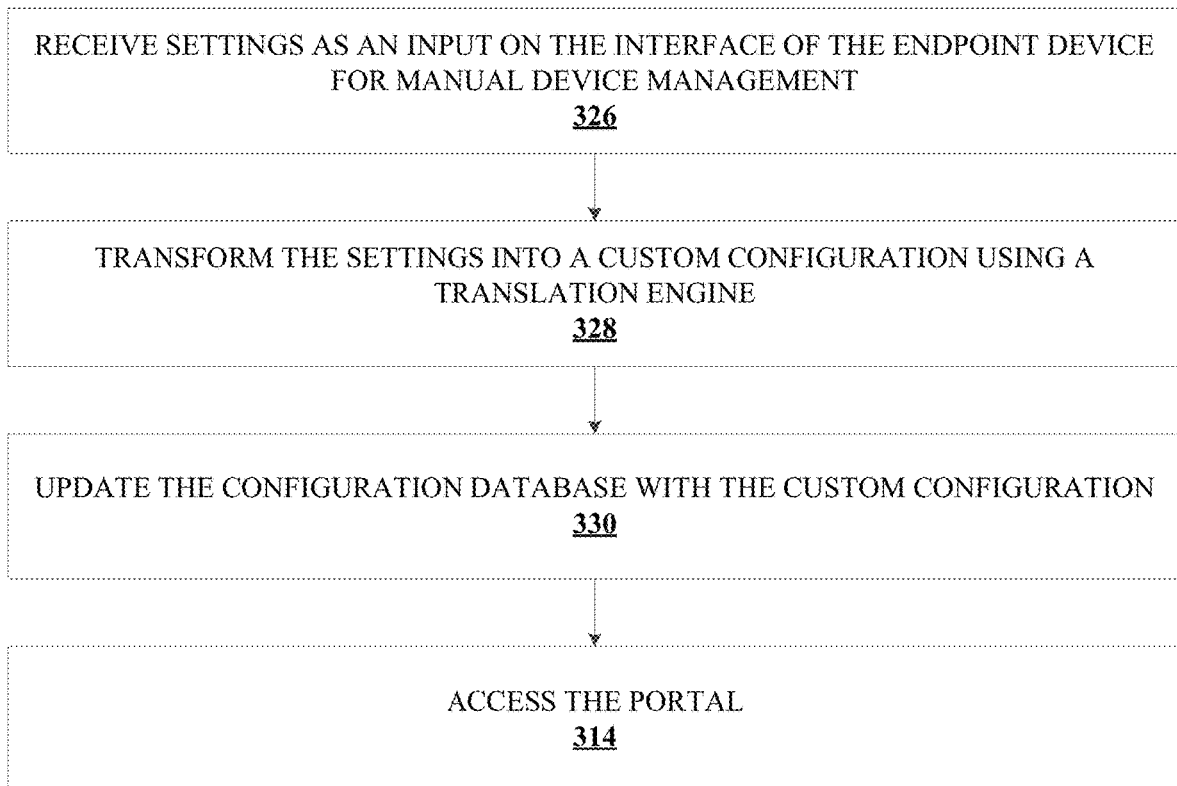 RECEIVE SETTINGS AS AN INPUT ON THE INTERFACE OF THE ENDPOINT DEVICE
FOR MANUAL DEVICE MANAGEMENT
326
TRANSFORM THE SETTINGS INTO A CUSTOM CONFIGURATION USING A
TRANSLATION ENGINE
328
UPDATE THE CONFIGURATION DATABASE WITH THE CUSTOM CONFIGURATION
330
ACCESS THE PORTAL
314